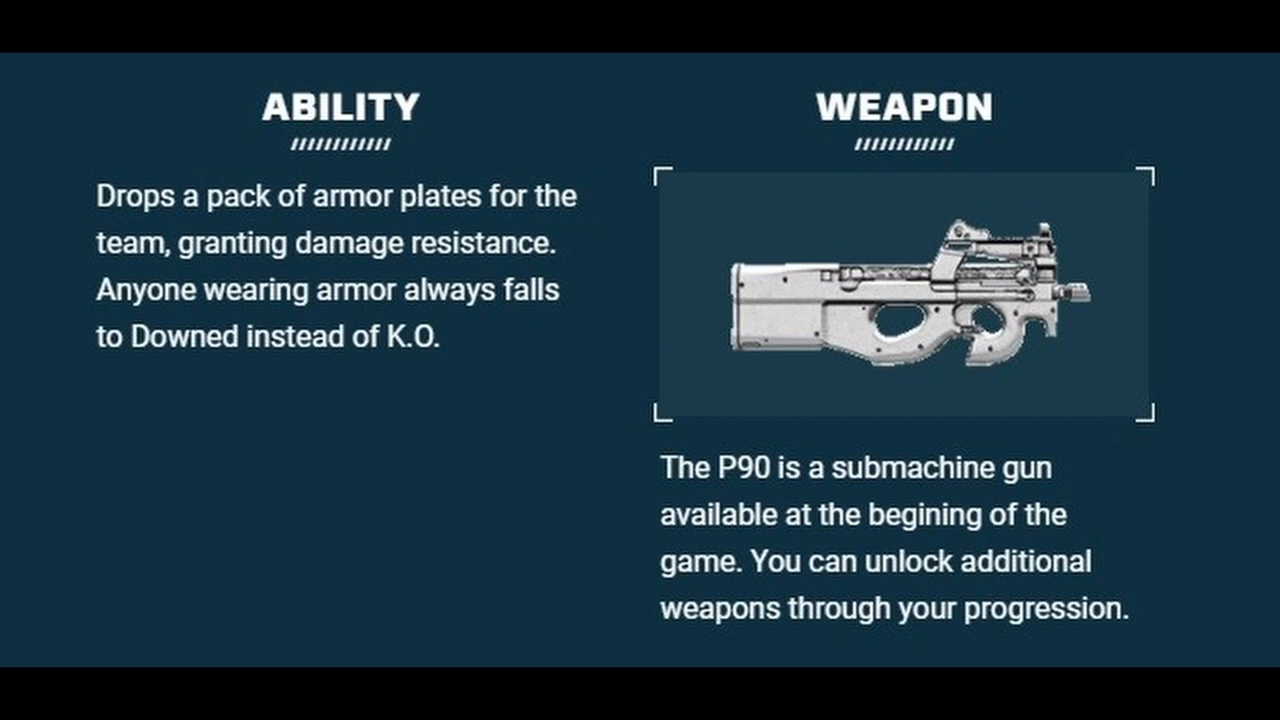 ABILITY
Drops a pack of armor plates for the
team, granting damage resistance.
Anyone wearing armor always falls
to Downed instead of K.O.
WEAPON
The P90 is a submachine gun
available at the begining of the
game. You can unlock additional
weapons through your progression.